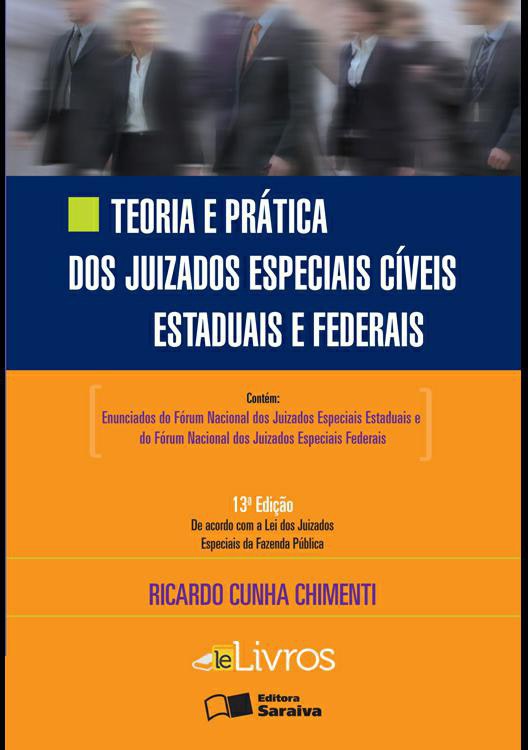 TEORIA E PRÁTICA
DOS JUIZADOS ESPECIAIS CÍVEIS
ESTADUAIS E FEDERAIS
Contém:
Enunciados do Fórum Nacional dos Juizados Especiais Estaduais e
do Fórum Nacional dos Juizados Especiais Federais
13ª Edição
De acordo com a Lei dos Juizados
Especiais da Fazenda Pública
RICARDO CUNHA CHIMENTI
leLivros
Editora
Saraiva